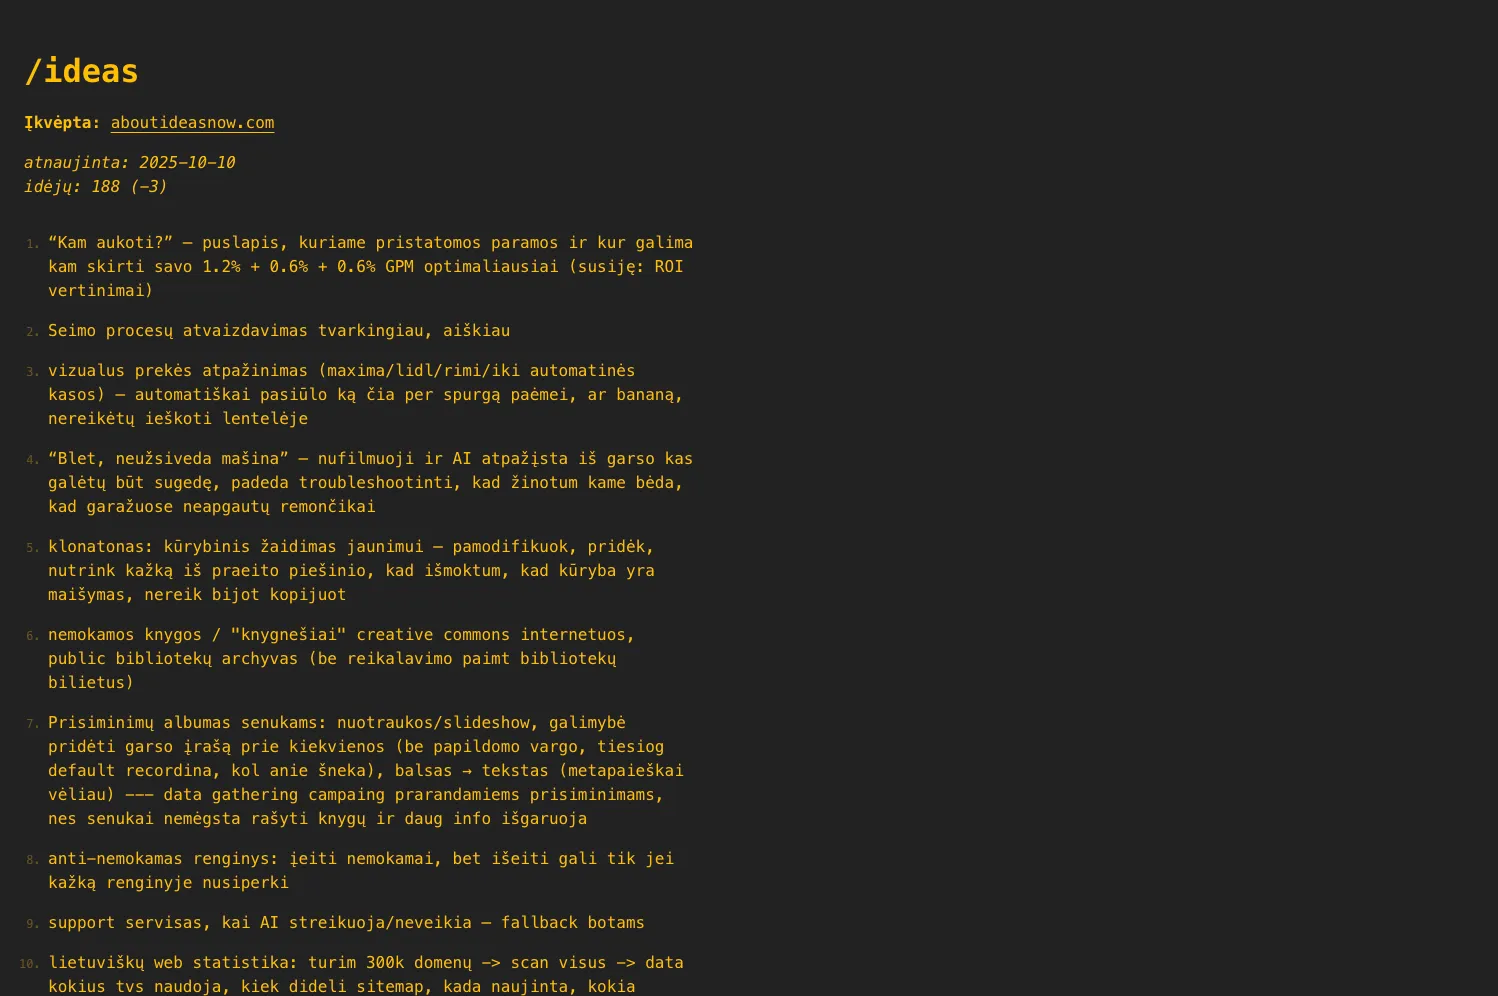 /ideas
Įkvėpta: aboutideasnow.com
atnaujinta: 2025-10-10
idėjų: 188 (-3)
1. “Kam aukoti?” – puslapis, kuriame pristatomos paramos ir kur galima
kam skirti savo 1.2% + 0.6% + 0.6% GPM optimaliausiai (susiję: ROI
vertinimai)
2. Seimo procesų atvaizdavimas tvarkingiau, aiškiau
3. vizualus prekės atpažinimas (maxima/lidl/rimi/iki automatinės
kasos) – automatiškai pasiūlo ką čia per spurgą paėmei, ar bananą,
nereikėtų ieškoti lentelėje
4. “Blet, neužsiveda mašina” – nufilmuoji ir AI atpažįsta iš garso kas
galėtų būt sugedę, padeda troubleshootinti, kad žinotum kame bėda,
kad garažuose neapgautų remončikai
5. klonatonas: kūrybinis žaidimas jaunimui – pamodifikuok, pridėk,
nutrink kažką iš praeito piešinio, kad išmoktum, kad kūryba yra
maišymas, nereik bijot kopijuot
6. nemokamos knygos / "knygnešiai" creative commons internetuos,
public bibliotekų archyvas (be reikalavimo paimt bibliotekų
bilietus)
7. Prisiminimų albumas senukams: nuotraukos/slideshow, galimybė
pridėti garso įrašą prie kiekvienos (be papildomo vargo, tiesiog
default recordina, kol anie šneka), balsas → tekstas (metapaieškai
vėliau) --- data gathering campaing prarandamiems prisiminimams,
nes senukai nemėgsta rašyti knygų ir daug info išgaruoja
8. anti-nemokamas renginys: įeiti nemokamai, bet išeiti gali tik jei
kažką renginyje nusiperki
9. support servisas, kai AI streikuoja/neveikia – fallback botams
10. lietuviškų web statistika: turim 300k domenų -> scan visus -> data
kokius tvs naudoja, kiek dideli sitemap, kada naujinta, kokia